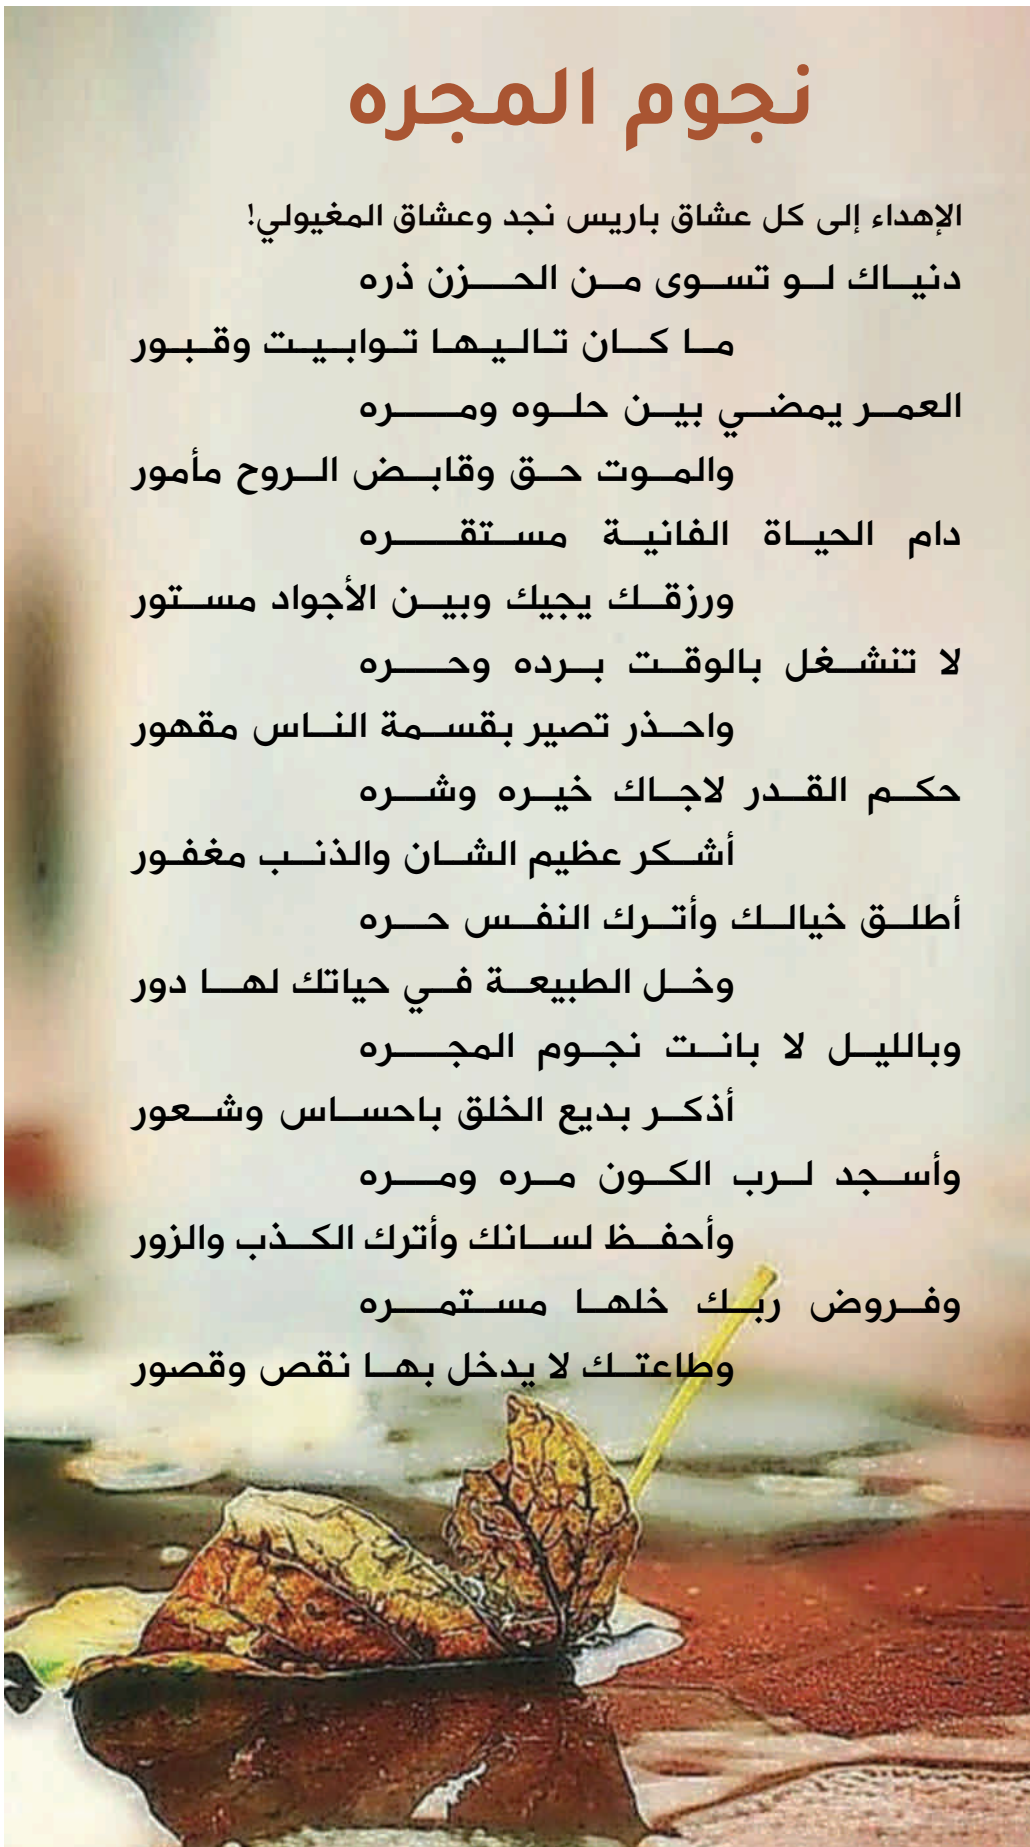 نجوم المجره
الإهداء إلى كل عشاق باريس نجد وعشاق المغيولي!
دنياك لو تسوى من الحزن ذره
ما كان تاليها توابيت وقبور
العمر يمضي بين حلوه ومره
والموت حق وقابض الروح مأمور
دام الحياة الفانية مستقره
ورزقك يجيك وبين الأجواد مستور
لا تنشغل بالوقت برده وحره
واحذر تصير بقسمة الناس مقهور
حكم القدر لاجاك خيره وشره
أشكر عظيم الشان والذنب مغفور
أطلق خيالك وأترك النفس حره
وخل الطبيعة في حياتك لها دور
وبالليل لا بانت نجوم المجره
أذكر بديع الخلق باحساس وشعور
وأسجد لرب الكون مره ومره
وأحفظ لسانك وأترك الكذب والزور
وفروض ربك خلها مستمره
وطاعتك لا يدخل بها نقص وقصور